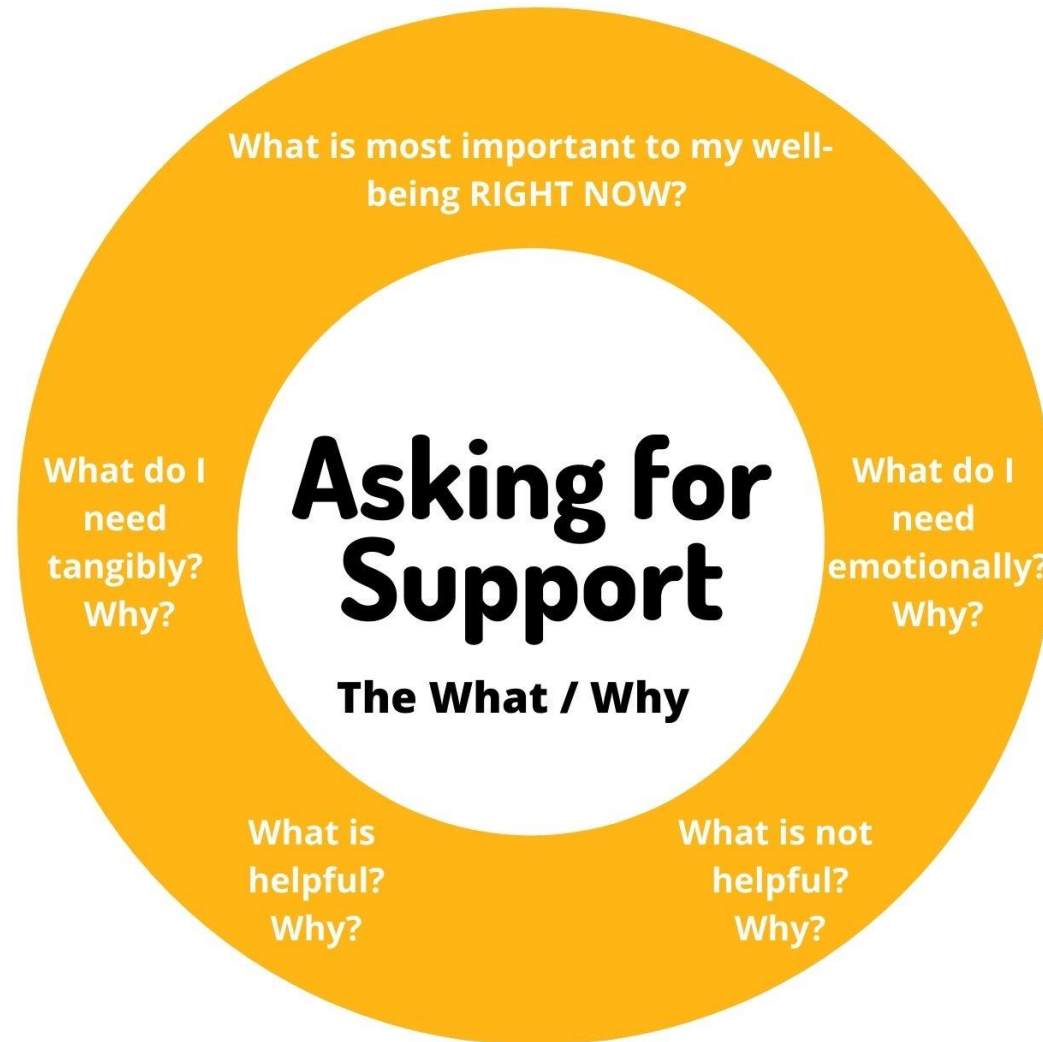 What is most important to my well-
being RIGHT NOW?
What do I
need
tangibly?
Why?
Asking for
Support
The What / Why
What do I
need
emotionally?
Why?
What is
helpful?
Why?
What is not
helpful?
Why?